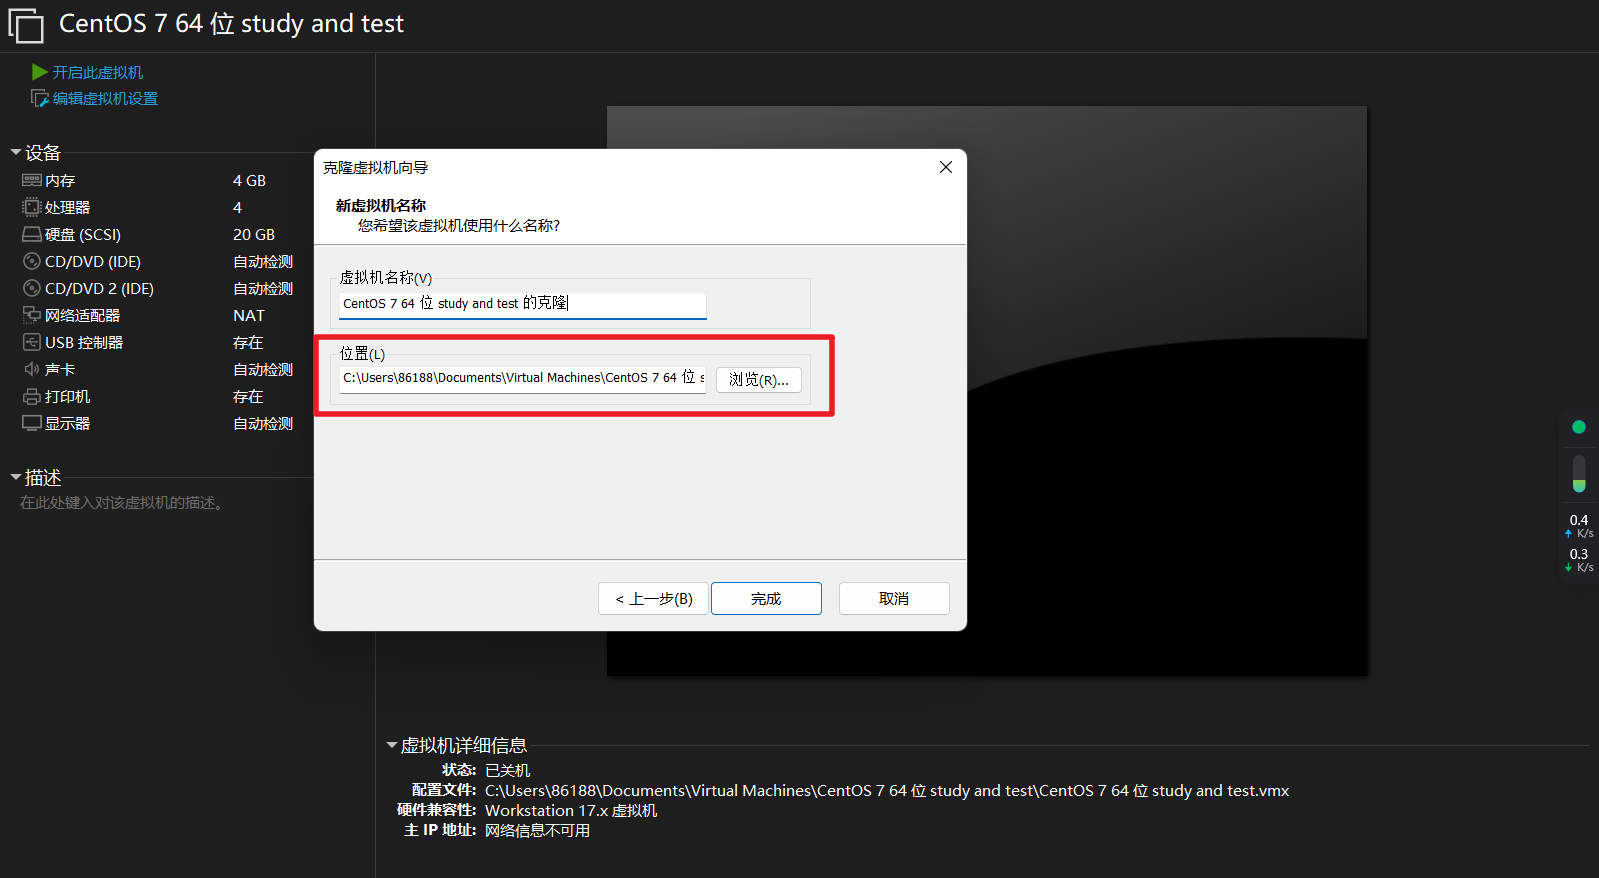 CentOS 7 64 位 study and test
开启此虚拟机
编辑虚拟机设置
设备
内存 4 GB
处理器 4
硬盘 (SCSI) 20 GB
CD/DVD (IDE) 自动检测
CD/DVD 2 (IDE) 自动检测
网络适配器 NAT
USB 控制器 存在
声卡 自动检测
打印机 存在
显示器 自动检测
描述
在此处键入对该虚拟机的描述。
克隆虚拟机向导
新虚拟机名称
您希望该虚拟机使用什么名称?
虚拟机名称(V)
CentOS 7 64 位 study and test 的克隆
位置(L)
C:\Users\86188\Documents\Virtual Machines\CentOS 7 64 位 s
浏览(R)...
< 上一步(B) 完成 取消
0.4
K/s
0.3
K/s
虚拟机详细信息
状态: 已关机
配置文件: C:\Users\86188\Documents\Virtual Machines\CentOS 7 64 位 study and test\CentOS 7 64 位 study and test.vmx
硬件兼容性: Workstation 17.x 虚拟机
主 IP 地址: 网络信息不可用